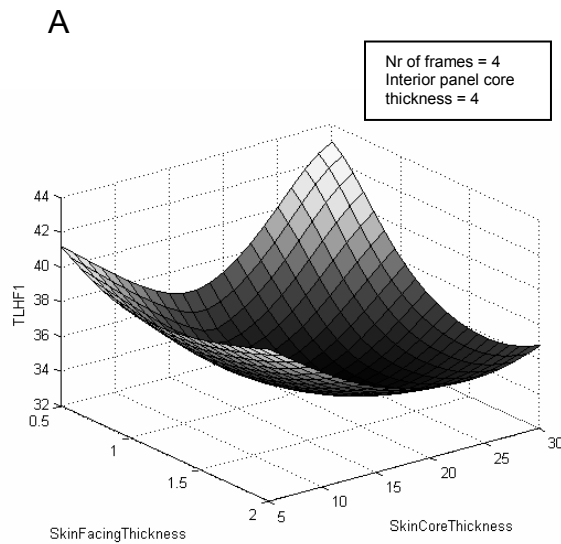 A
Nr of frames = 4
Interior panel core
thickness = 4
44
42
40
38
36
34
32
TLHF1
0.5
1
1.5
2
SkinFacingThickness
5
10
15
20
25
30
SkinCoreThickness